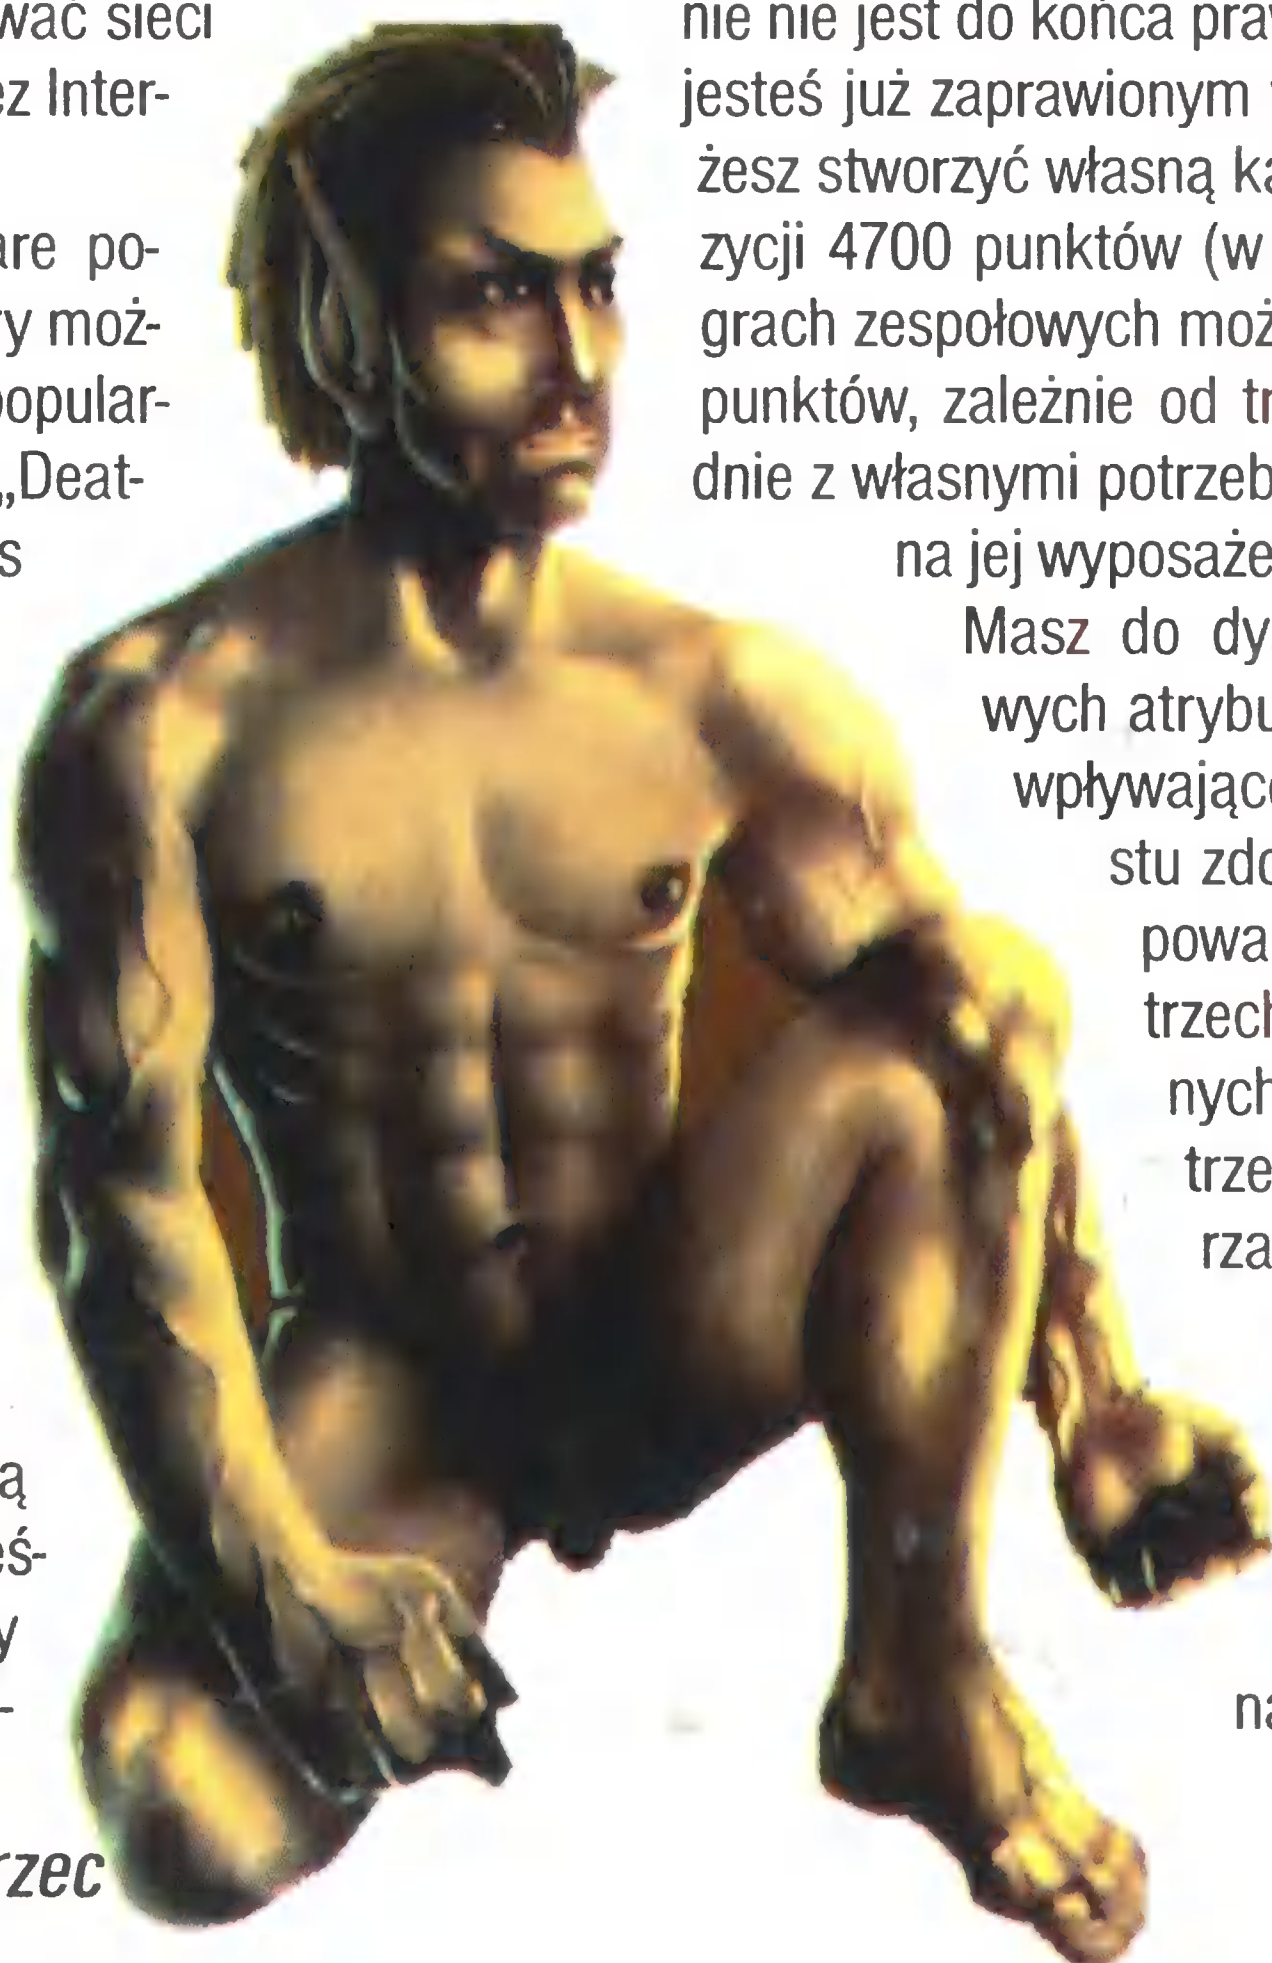 wać sieci
ez Inter-
are po-
ry moż-
popular-
„Deat-
s
ą
eś-
y
-
rzec
nie nie jest do końca praw
jesteś już zaprawionym
żesz stworzyć własną ka
zycji 4700 punktów (w
grach zespołowych moż
punktów, zależnie od tr
dnie z własnymi potrzeb
na jej wyposaże
Masz do dy
wych atrybu
wpływając
stu zdo
powa
trzech
nych
trze
rza
na